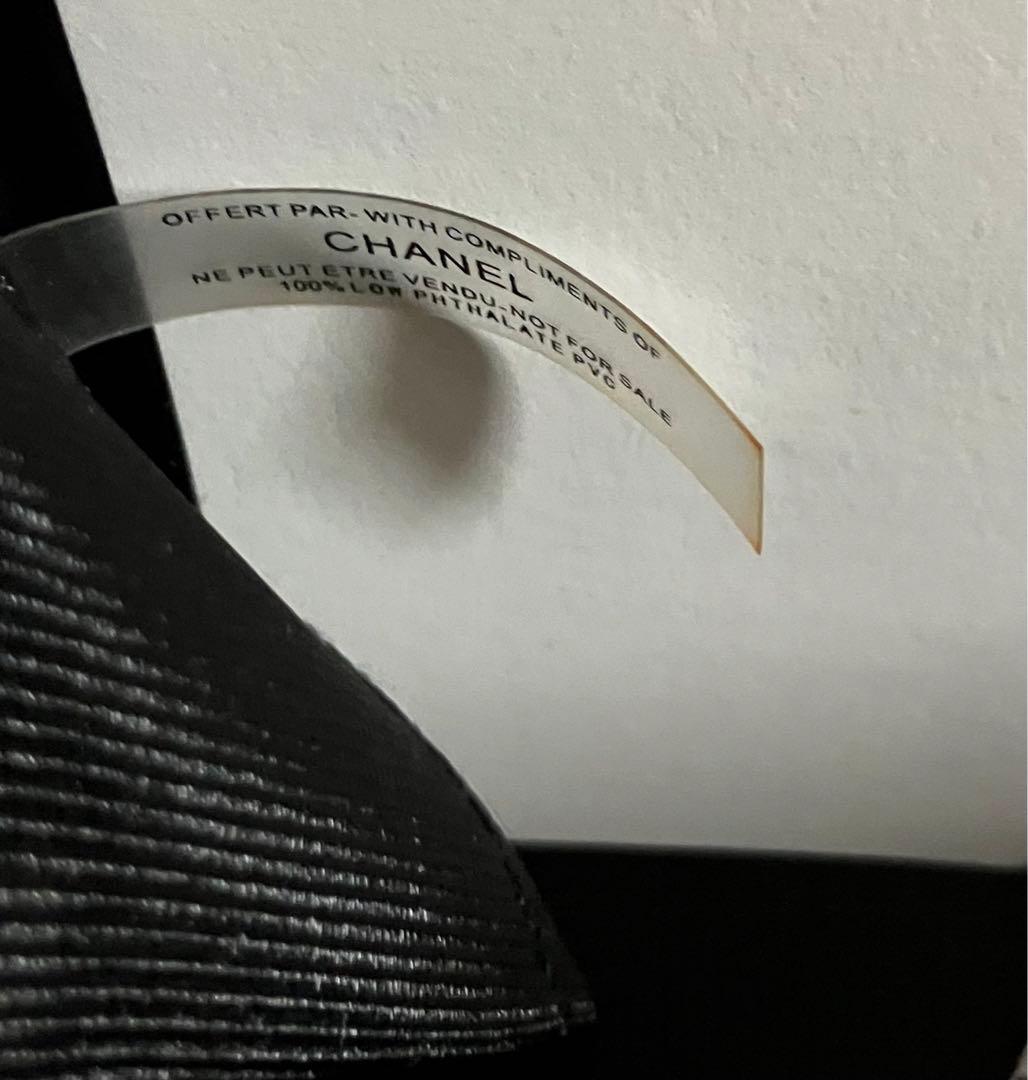 OFFERT PAR-WITH COMPLIMENTS OF
CHANEL
NE PEUT ETRE VENDU-NOT FOR SALE
100% LOW PHTHALATE PVC